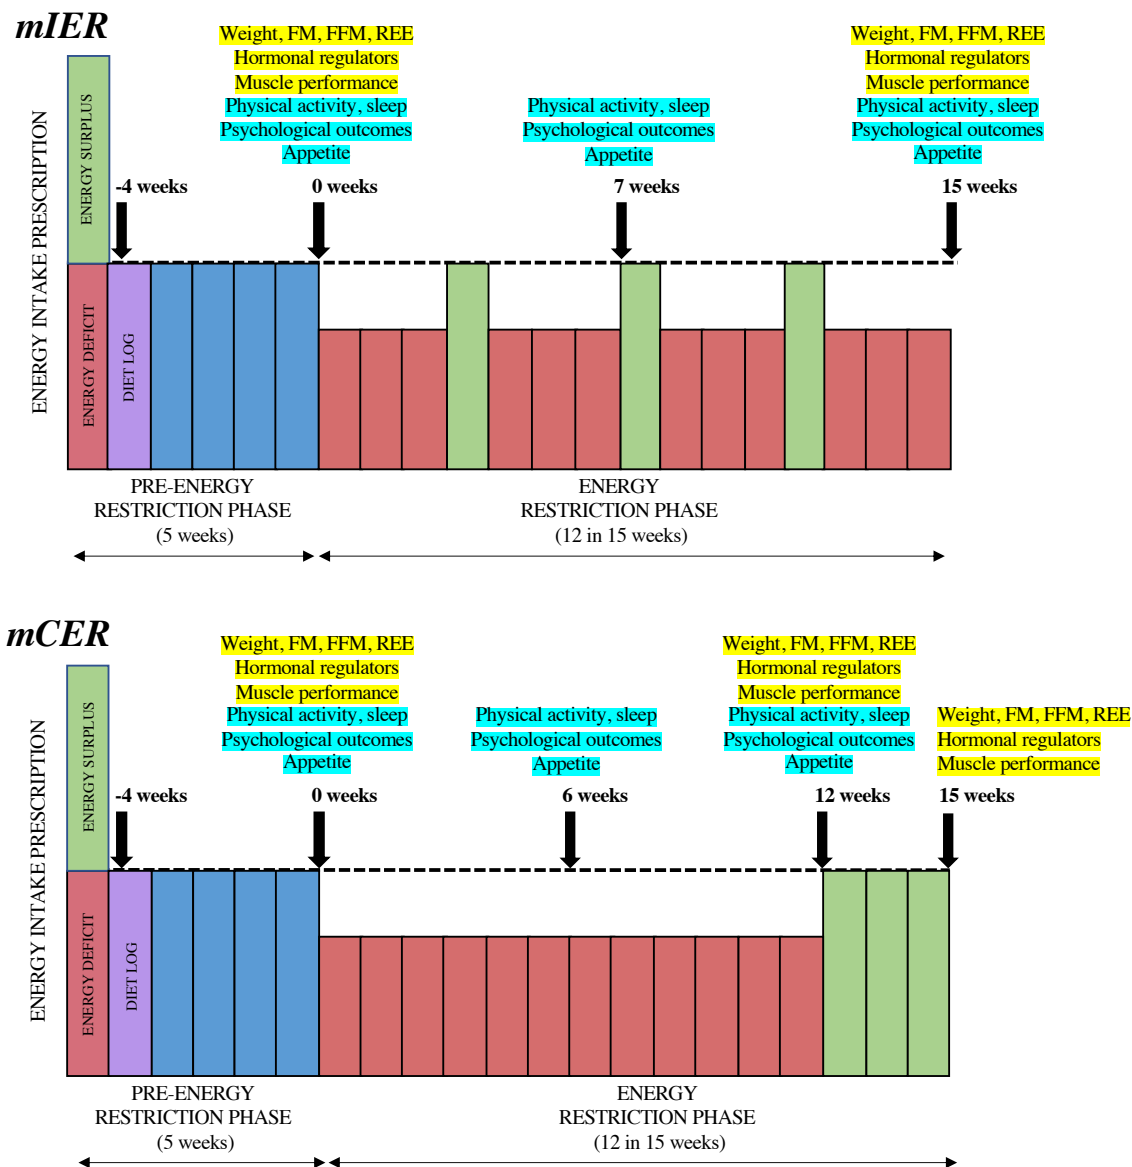 mIER
Weight, FM, FFM, REE
Hormonal regulators
Muscle performance
Physical activity, sleep
Psychological outcomes
Appetite
Physical activity, sleep
Psychological outcomes
Appetite
Weight, FM, FFM, REE
Hormonal regulators
Muscle performance
Physical activity, sleep
Psychological outcomes
Appetite
-4 weeks
0 weeks
7 weeks
15 weeks
ENERGY INTAKE PRESCRIPTION
ENERGY SURPLUS
ENERGY DEFICIT
DIET LOG
PRE-ENERGY
RESTRICTION PHASE
(5 weeks)
ENERGY
RESTRICTION PHASE
(12 in 15 weeks)
mCER
Weight, FM, FFM, REE
Hormonal regulators
Muscle performance
Physical activity, sleep
Psychological outcomes
Appetite
Physical activity, sleep
Psychological outcomes
Appetite
Weight, FM, FFM, REE
Hormonal regulators
Muscle performance
Physical activity, sleep
Psychological outcomes
Appetite
Weight, FM, FFM, REE
Hormonal regulators
Muscle performance
-4 weeks
0 weeks
6 weeks
12 weeks
15 weeks
ENERGY INTAKE PRESCRIPTION
ENERGY SURPLUS
ENERGY DEFICIT
DIET LOG
PRE-ENERGY
RESTRICTION PHASE
(5 weeks)
ENERGY
RESTRICTION PHASE
(12 in 15 weeks)